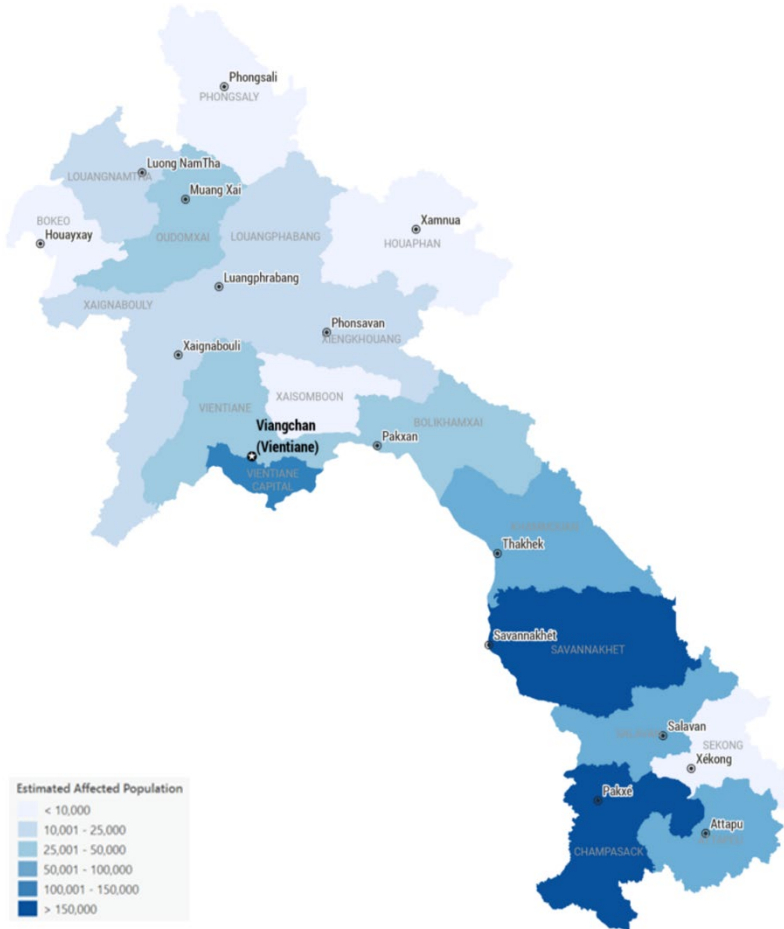 Phongsali
PHONGSALY
Luong NamTha
LOUANGNAMTHA
Muang Xai
BOKEO
Houayxay
OUDOMXAI
LOUANGPHABANG
Xamnua
HOUAPHAN
Luangphrabang
XAIGNABOULY
Phonsavan
XIENGKHOUANG
Xaignabouli
XAISOMBOON
VIENTIANE
BOLIKHAMXAI
Viangchan
(Vientiane)
Pakxan
VIENTIANE
CAPITAL
Thakhek
Savannakhét
SAVANNAKHET
Salavan
SEKONG
Xékong
Pakxé
Attapu
CHAMPASACK
Estimated Affected Population
< 10,000
10,001 - 25,000
25,001 - 50,000
50,001 - 100,000
100,001 - 150,000
> 150,000